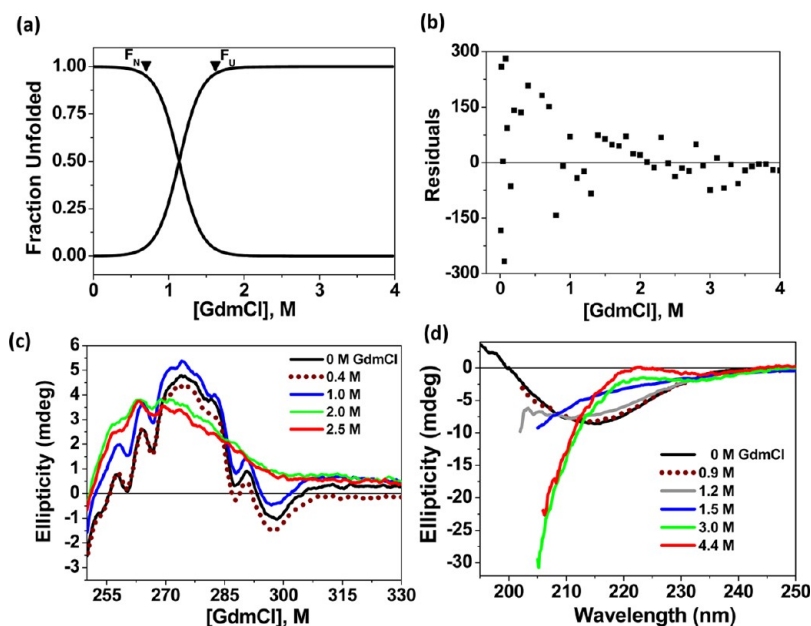 (a)
F_N
F_U
1.00
0.75
0.50
0.25
0.00
Fraction Unfolded
0 1 2 3 4
[GdmCl], M
(b)
300
150
0
-150
-300
Residuals
0 1 2 3 4
[GdmCl], M
(c)
6
5
4
3
2
1
0
-1
-2
-3
Ellipticity (mdeg)
0 M GdmCl
0.4 M
1.0 M
2.0 M
2.5 M
255 270 285 300 315 330
[GdmCl], M
(d)
5
0
-5
-10
-15
-20
-25
-30
Ellipticity (mdeg)
0 M GdmCl
0.9 M
1.2 M
1.5 M
3.0 M
4.4 M
200 210 220 230 240 250
Wavelength (nm)